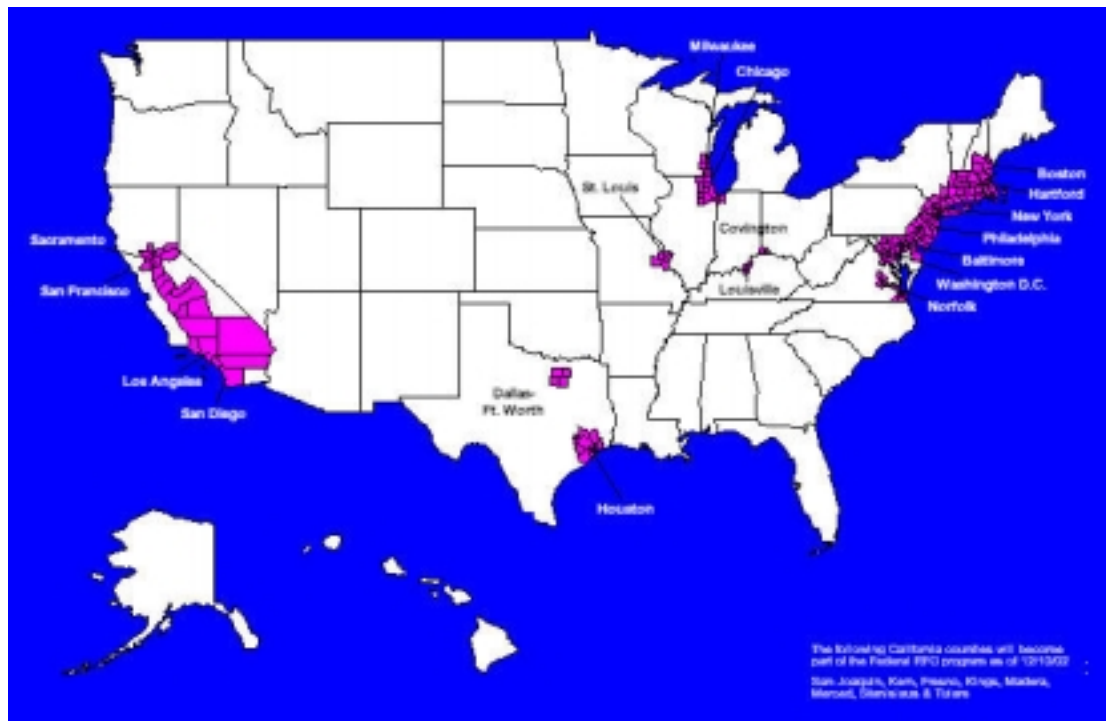 Milwaukee
Chicago
St. Louis
Boston
Hartford
New York
Covington
Philadelphia
Sacramento
Baltimore
Washington D.C.
San Francisco
Louisville
Norfolk
Los Angeles
Dallas-
Ft. Worth
San Diego
Houston
The following California counties will become
part of the Federal RFG program as of 12/10/02
San Joaquin, Kern, Fresno, Kings, Madera,
Merced, Stanislaus & Tulare